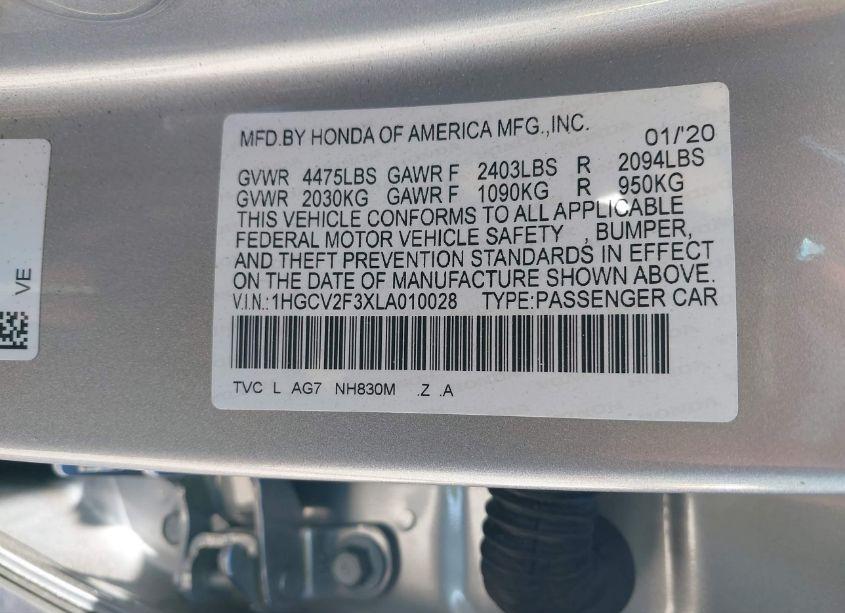 MFD.BY HONDA OF AMERICA MFG.,INC. 01/'20
GVWR 4475LBS GAWR F 2403LBS R 2094LBS
GVWR 2030KG GAWR F 1090KG R 950KG
THIS VEHICLE CONFORMS TO ALL APPLICABLE
FEDERAL MOTOR VEHICLE SAFETY , BUMPER,
AND THEFT PREVENTION STANDARDS IN EFFECT
ON THE DATE OF MANUFACTURE SHOWN ABOVE.
V.I.N.:1HGCV2F3XLA010028 TYPE:PASSENGER CAR
TVC L AG7 NH830M .Z .A
VE